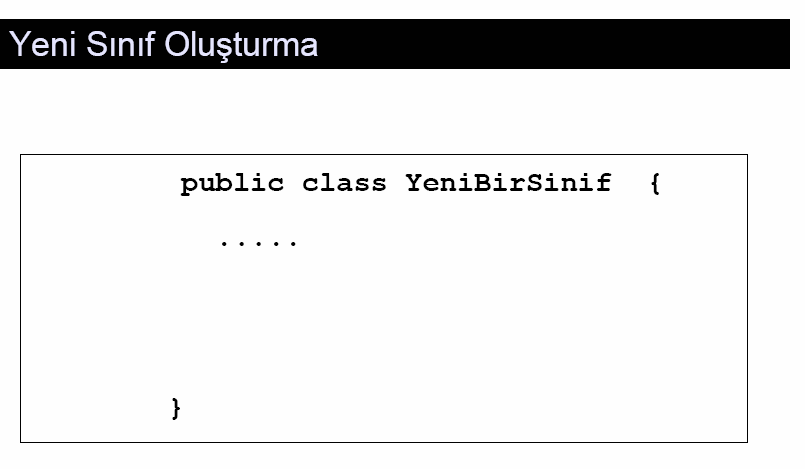 Yeni Sınıf Oluşturma
public class YeniBirSinif {
.....
}